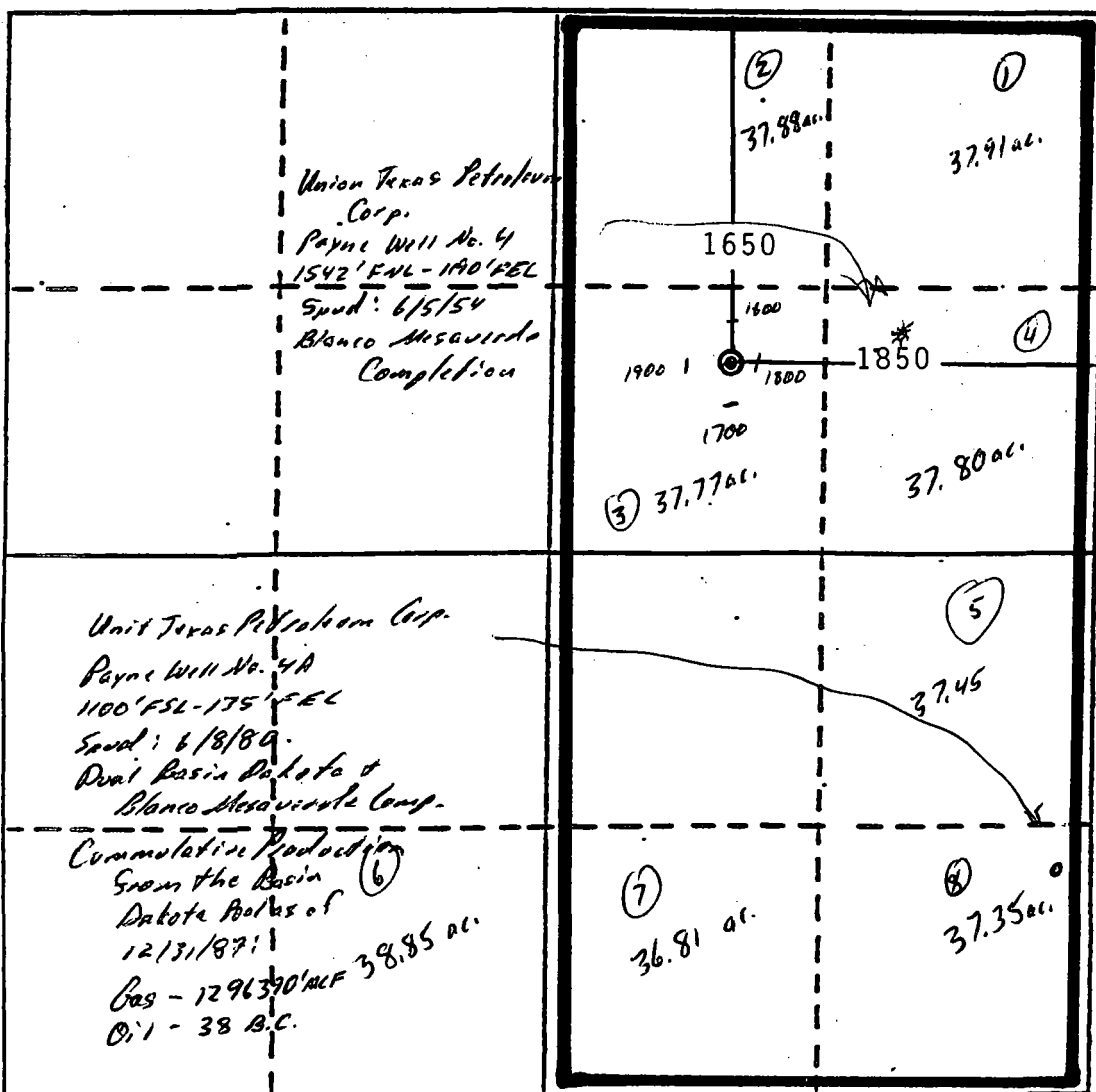 Union Texas Petroleum
Corp.
Payne Well No. 4
1542' FNL - 1190' FEL
Spud: 6/5/54
Blanco Mesaverde
Completion
2
37.88 ac.
1
37.91 ac.
1650
1600
1900
1800
1850
4
1700
3 37.77 ac.
37.80 ac.
Unit Texas Petroleum Corp.
Payne Well No. 4A
1100' FSL - 175' FEL
Spud: 6/8/80.
Dual Basin Dakota &
Blanco Mesaverde Comp.
5
37.45
Cummulative Production
from the Basin
Dakota Pool as of
12/31/87:
Gas - 1296390 MCF
Oil - 38 B.C.
6
38.85 ac.
7
36.81 ac.
8
37.35 ac.